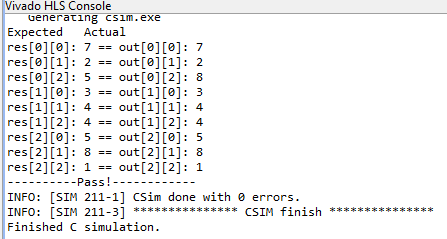 Vivado HLS Console
Generating csim.exe
Expected   Actual
res[0][0]: 7 == out[0][0]: 7
res[0][1]: 2 == out[0][1]: 2
res[0][2]: 5 == out[0][2]: 8
res[1][0]: 3 == out[1][0]: 3
res[1][1]: 4 == out[1][1]: 4
res[1][2]: 4 == out[1][2]: 4
res[2][0]: 5 == out[2][0]: 5
res[2][1]: 8 == out[2][1]: 8
res[2][2]: 1 == out[2][2]: 1
----------Pass!------------
INFO: [SIM 211-1] CSim done with 0 errors.
INFO: [SIM 211-3] *************** CSIM finish ***************
Finished C simulation.